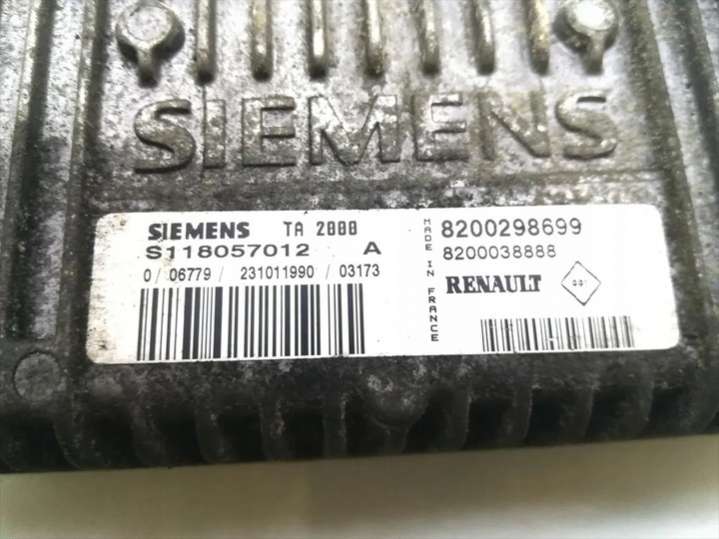 SIEMENS
SIEMENS TA 2000
S118057012 A
0/ 06779 / 231011990 / 03173
MADE IN FRANCE
8200298699
8200038888
RENAULT